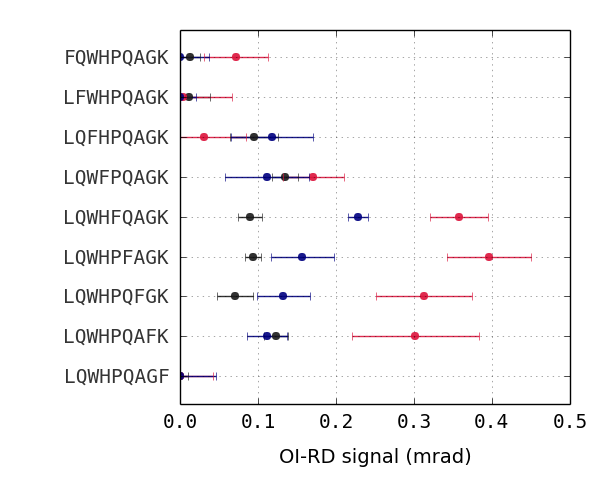 FQWHPQAGK
LFWHPQAGK
LQFHPQAGK
LQWFPQAGK
LQWHFQAGK
LQWHPFAGK
LQWHPQFGK
LQWHPQAFK
LQWHPQAGF
0.0 0.1 0.2 0.3 0.4 0.5
OI-RD signal (mrad)